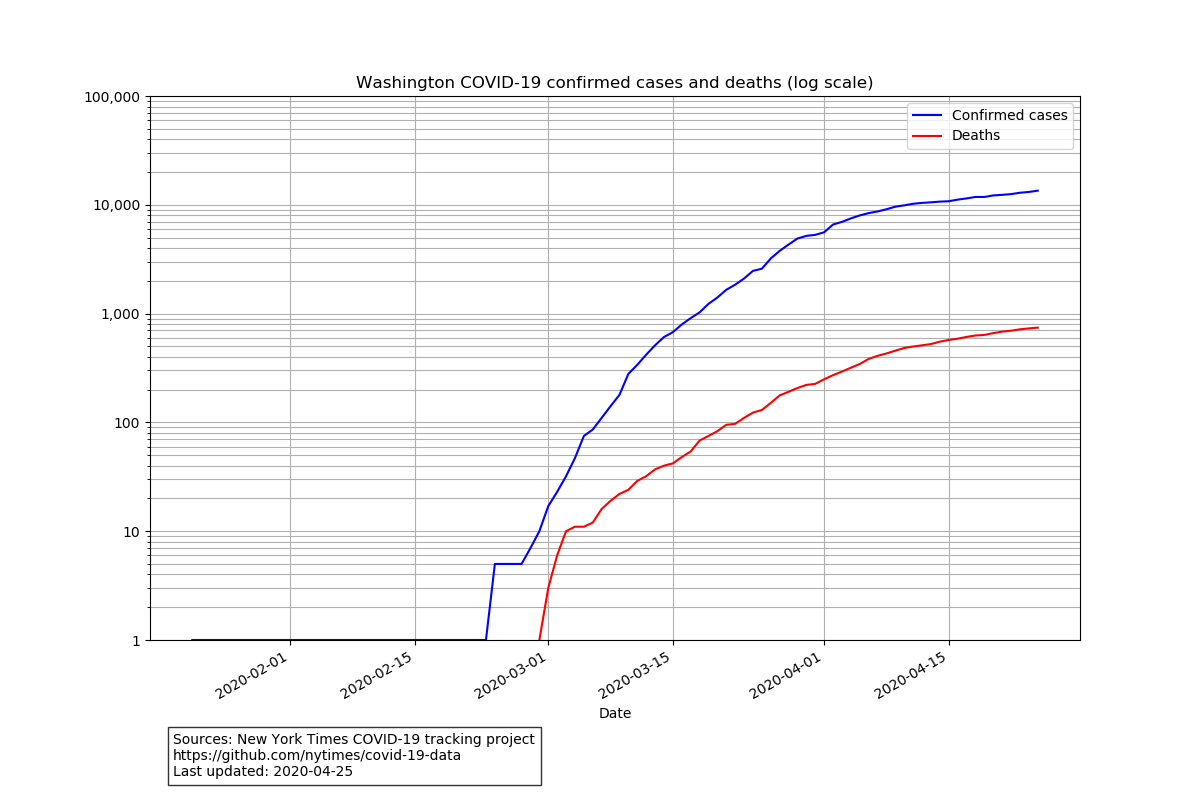 Washington COVID-19 confirmed cases and deaths (log scale)
100,000
10,000
1,000
100
10
1
Confirmed cases
Deaths
2020-02-01
2020-02-15
2020-03-01
2020-03-15
2020-04-01
2020-04-15
Date
Sources: New York Times COVID-19 tracking project
https://github.com/nytimes/covid-19-data
Last updated: 2020-04-25